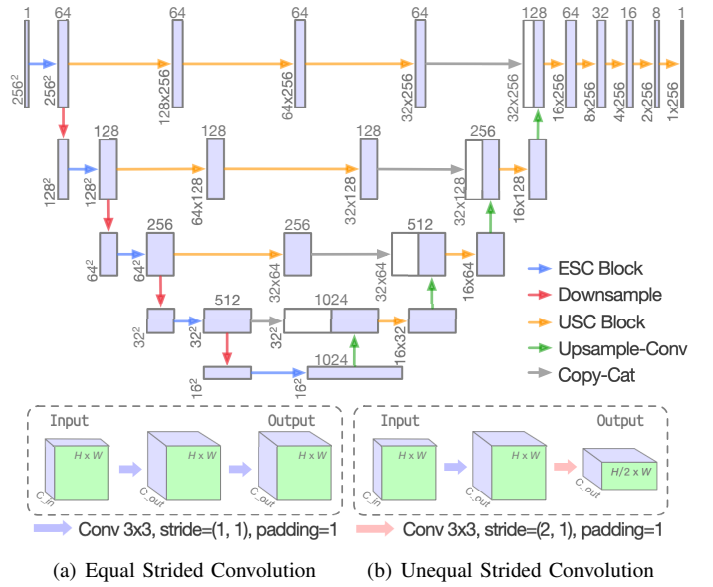 1 64 64 64 64 128 64 32 16 8 1
256² 256² 128x256 64x256 32x256 32x256 16x256 8x256 4x256 2x256 1x256
128 128 128 256
128² 128² 64x128 32x128 32x128 16x128
256 256 512
64² 64² 32x64 32x64 16x64
ESC Block
Downsample
USC Block
Upsample-Conv
Copy-Cat
512 1024
32² 32² 32² 16x32
1024
16² 16²
Input Output
H x W H x W H x W
C_in C_out C_out
Input Output
H x W H x W H/2 x W
C_in C_out C_out
Conv 3x3, stride=(1, 1), padding=1
Conv 3x3, stride=(2, 1), padding=1
(a) Equal Strided Convolution
(b) Unequal Strided Convolution